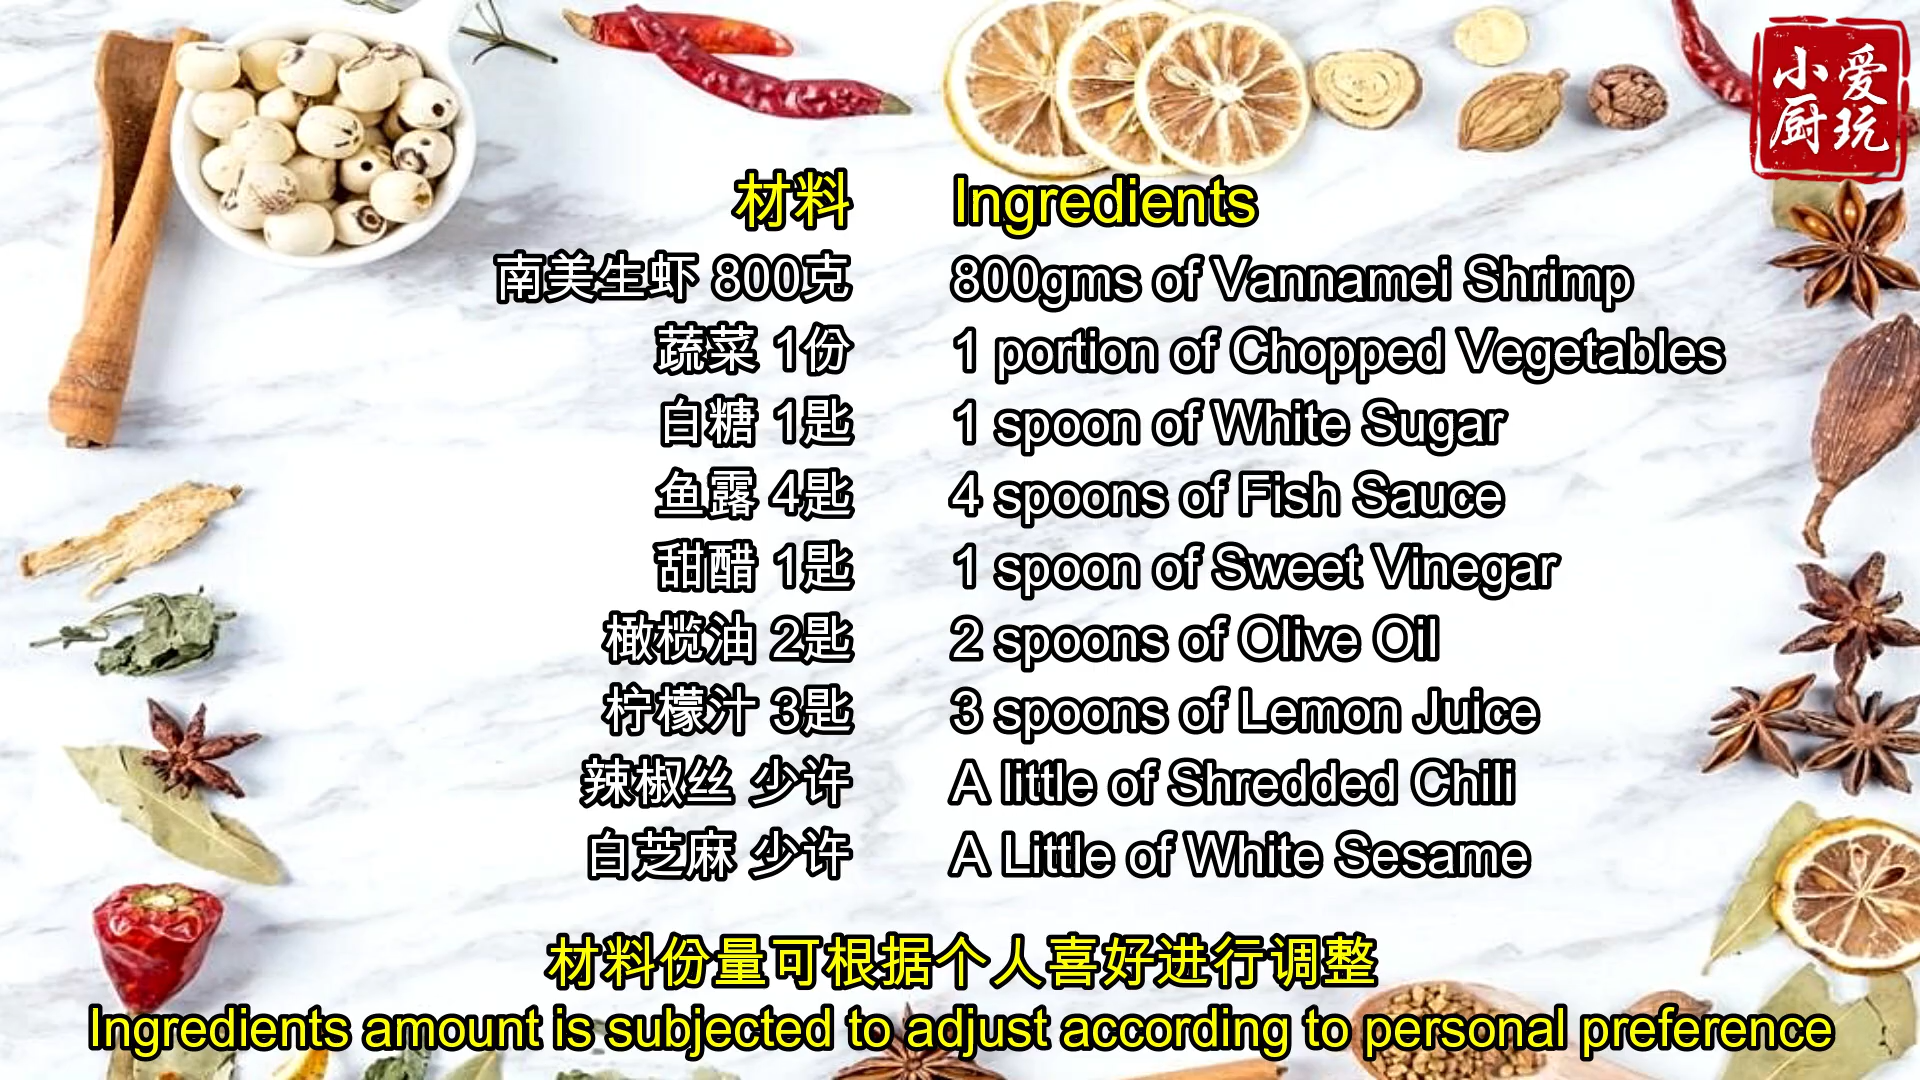 小爱
厨玩
材料 Ingredients
南美生虾 800克 800gms of Vannamei Shrimp
蔬菜 1份 1 portion of Chopped Vegetables
白糖 1匙 1 spoon of White Sugar
鱼露 4匙 4 spoons of Fish Sauce
甜醋 1匙 1 spoon of Sweet Vinegar
橄榄油 2匙 2 spoons of Olive Oil
柠檬汁 3匙 3 spoons of Lemon Juice
辣椒丝 少许 A little of Shredded Chili
白芝麻 少许 A Little of White Sesame
材料份量可根据个人喜好进行调整
Ingredients amount is subjected to adjust according to personal preference